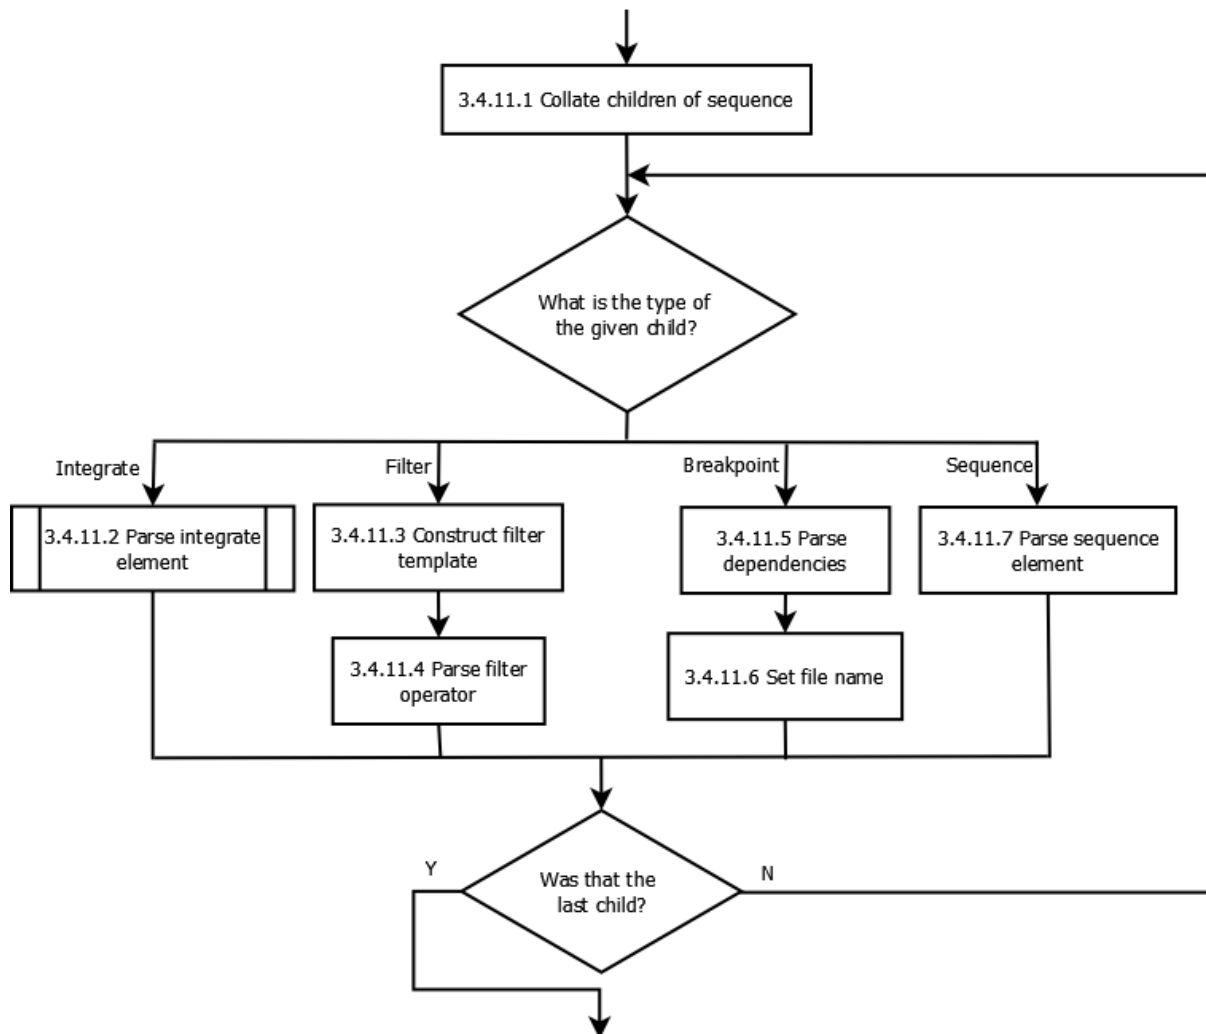 3.4.11.1 Collate children of sequence
What is the type of
the given child?
Integrate
Filter
Breakpoint
Sequence
3.4.11.2 Parse integrate
element
3.4.11.3 Construct filter
template
3.4.11.5 Parse
dependencies
3.4.11.7 Parse sequence
element
3.4.11.4 Parse filter
operator
3.4.11.6 Set file name
Y
Was that the
last child?
N